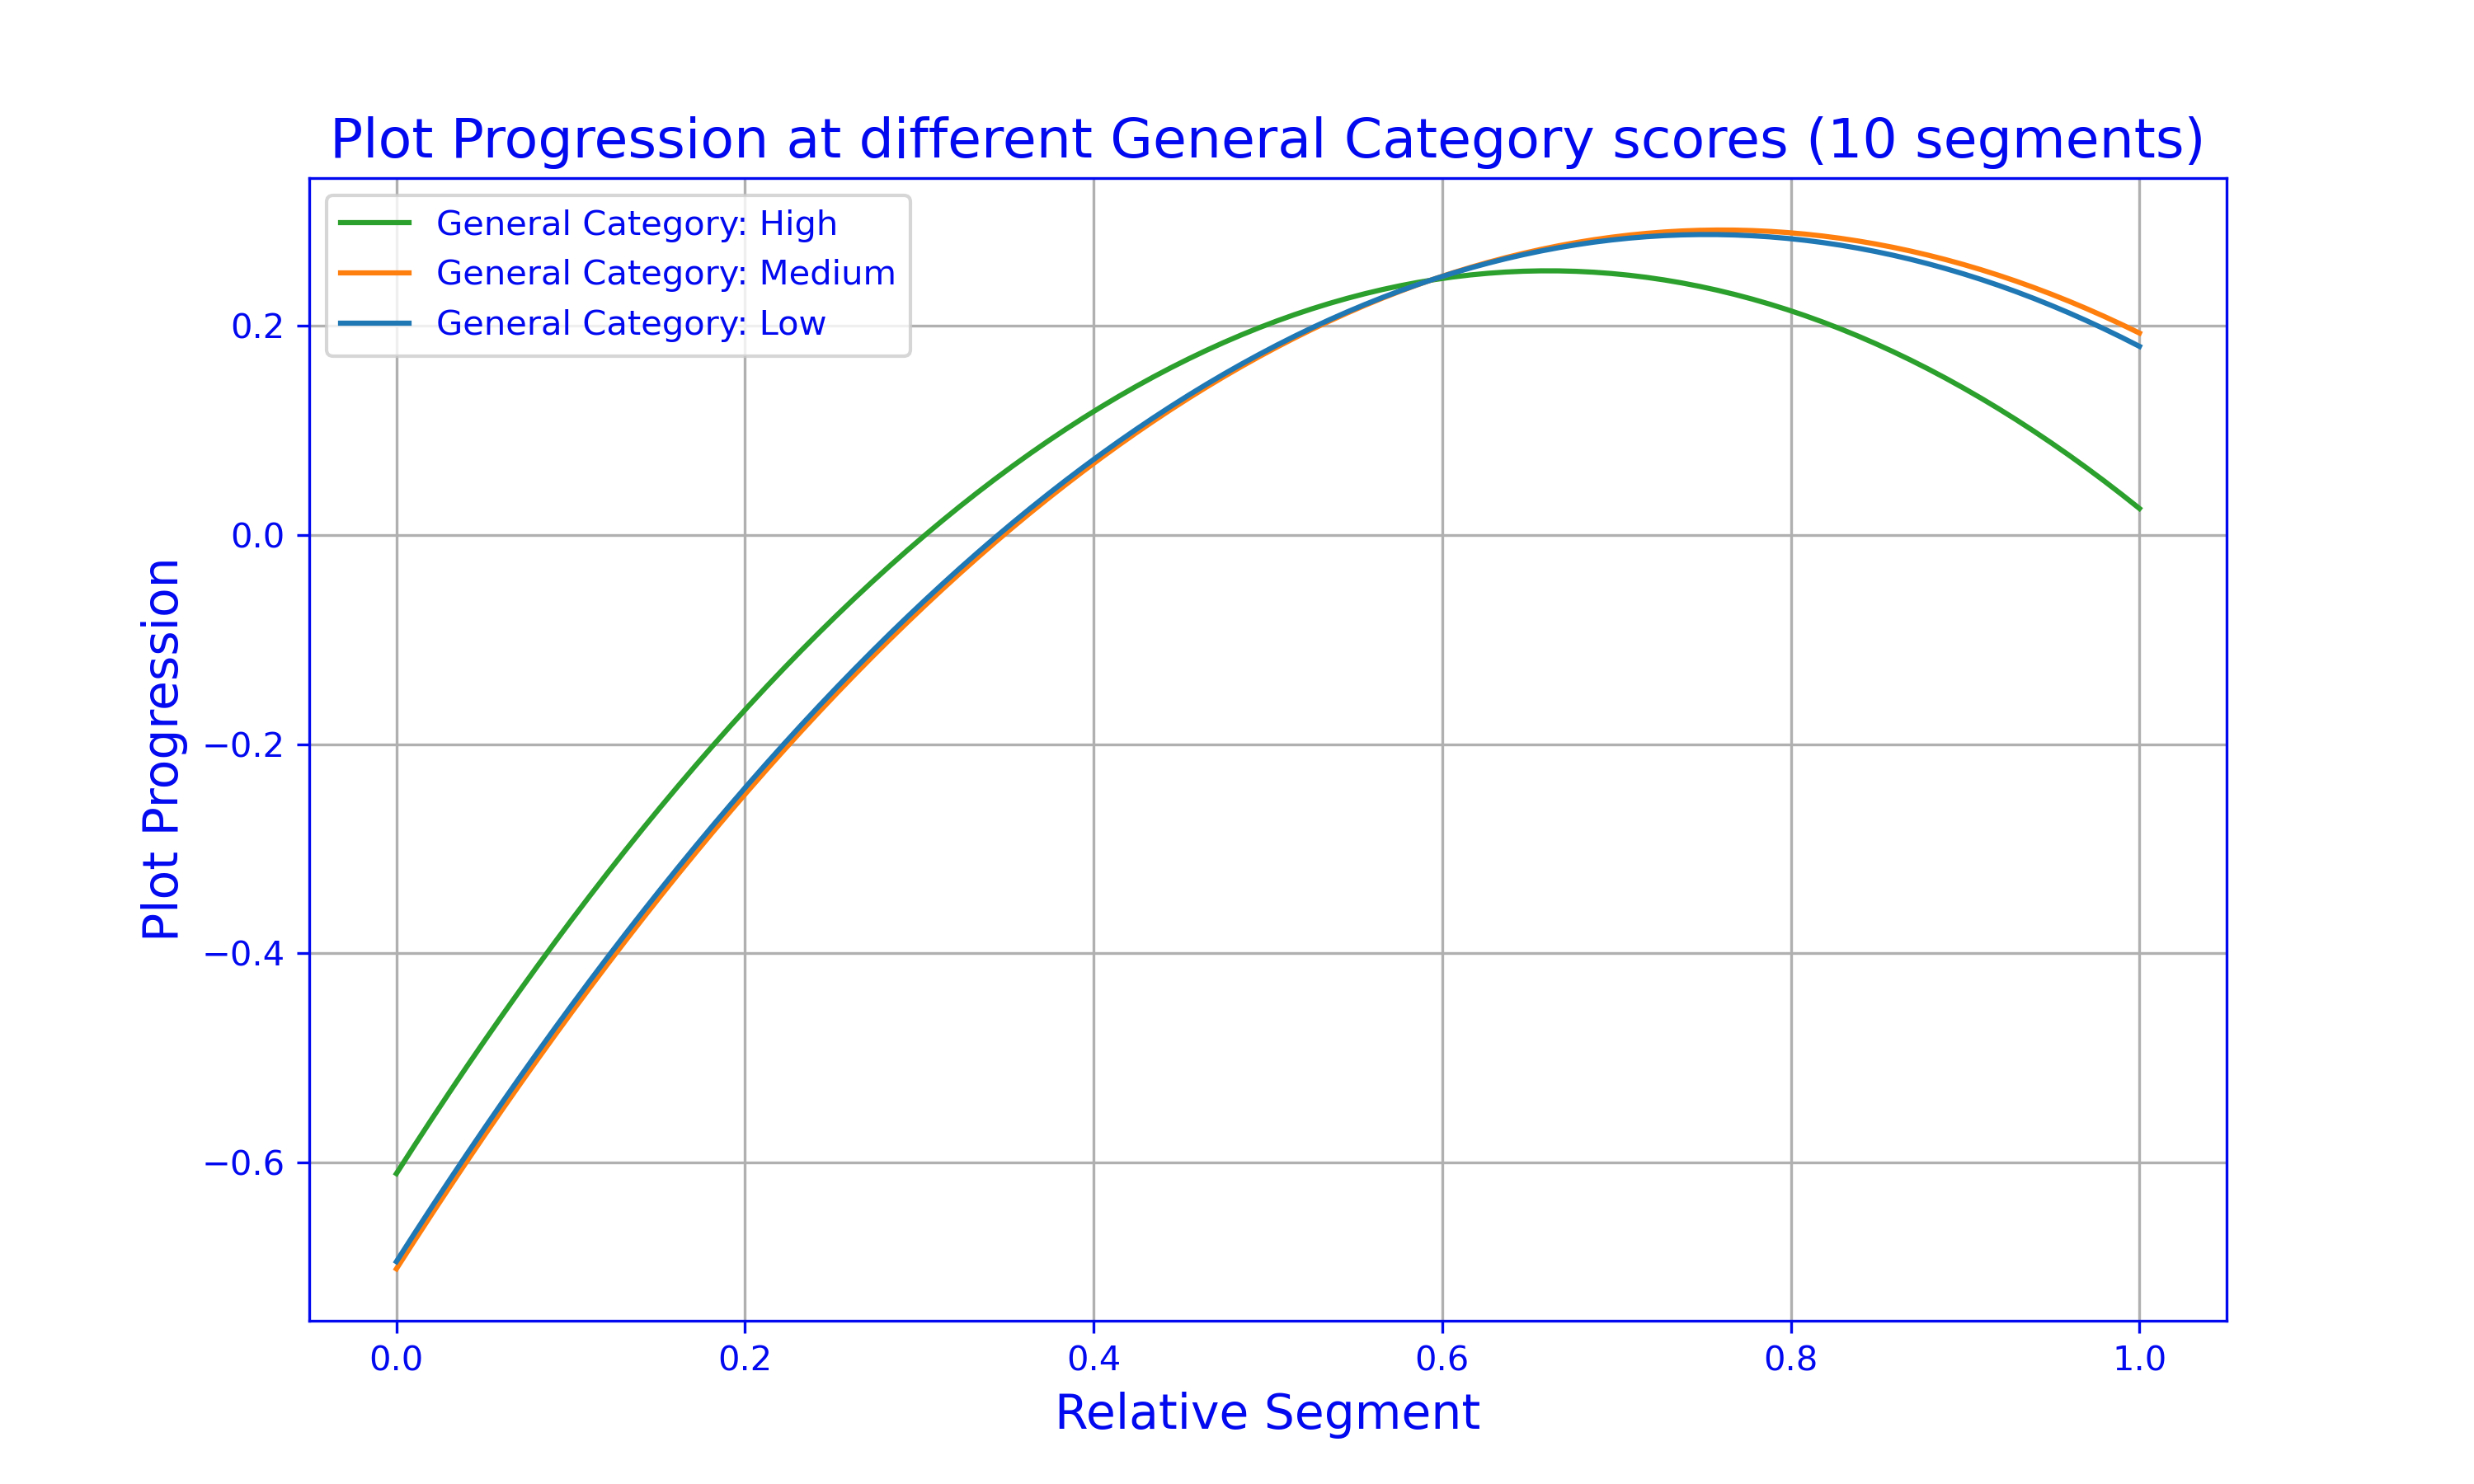 Plot Progression at different General Category scores (10 segments)
General Category: High
General Category: Medium
General Category: Low
Plot Progression
0.2
0.0
−0.2
−0.4
−0.6
0.0 0.2 0.4 0.6 0.8 1.0
Relative Segment